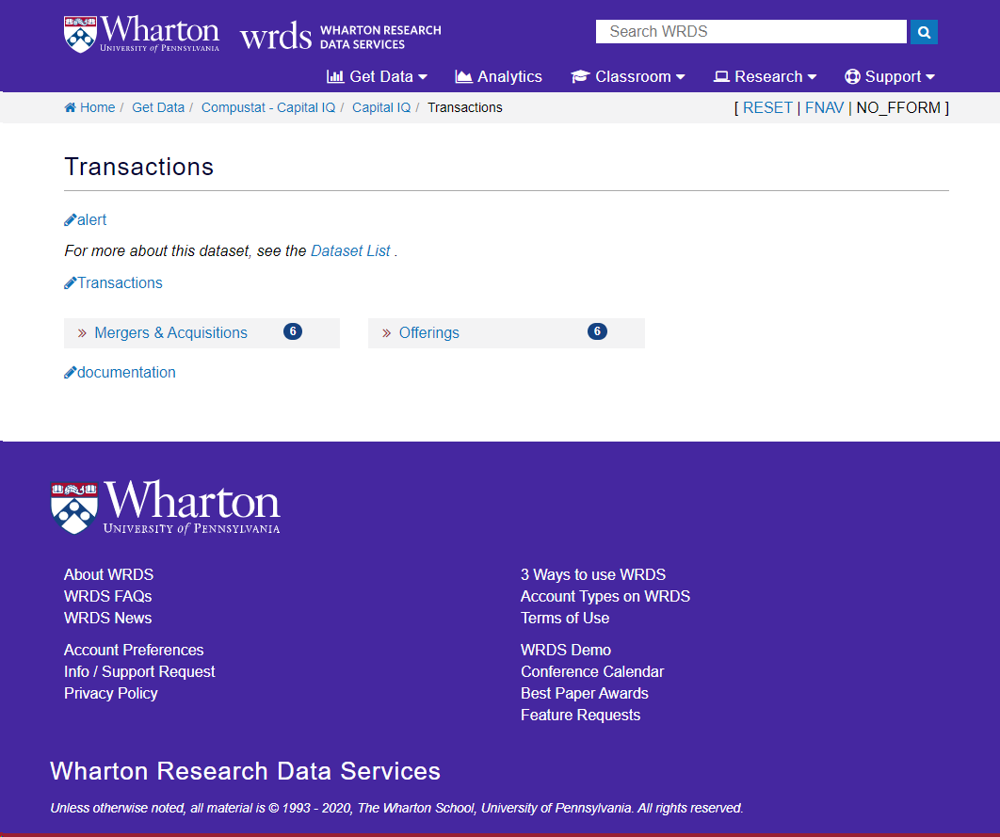 Wharton
UNIVERSITY of PENNSYLVANIA
wrds WHARTON RESEARCH DATA SERVICES
Search WRDS
Get Data Analytics Classroom Research Support
Home / Get Data / Compustat - Capital IQ / Capital IQ / Transactions [ RESET | FNAV | NO_FFORM ]
Transactions
alert
For more about this dataset, see the Dataset List .
Transactions
» Mergers & Acquisitions 6 » Offerings 6
documentation
Wharton
UNIVERSITY of PENNSYLVANIA
About WRDS
WRDS FAQs
WRDS News
Account Preferences
Info / Support Request
Privacy Policy
3 Ways to use WRDS
Account Types on WRDS
Terms of Use
WRDS Demo
Conference Calendar
Best Paper Awards
Feature Requests
Wharton Research Data Services
Unless otherwise noted, all material is © 1993 - 2020, The Wharton School, University of Pennsylvania. All rights reserved.